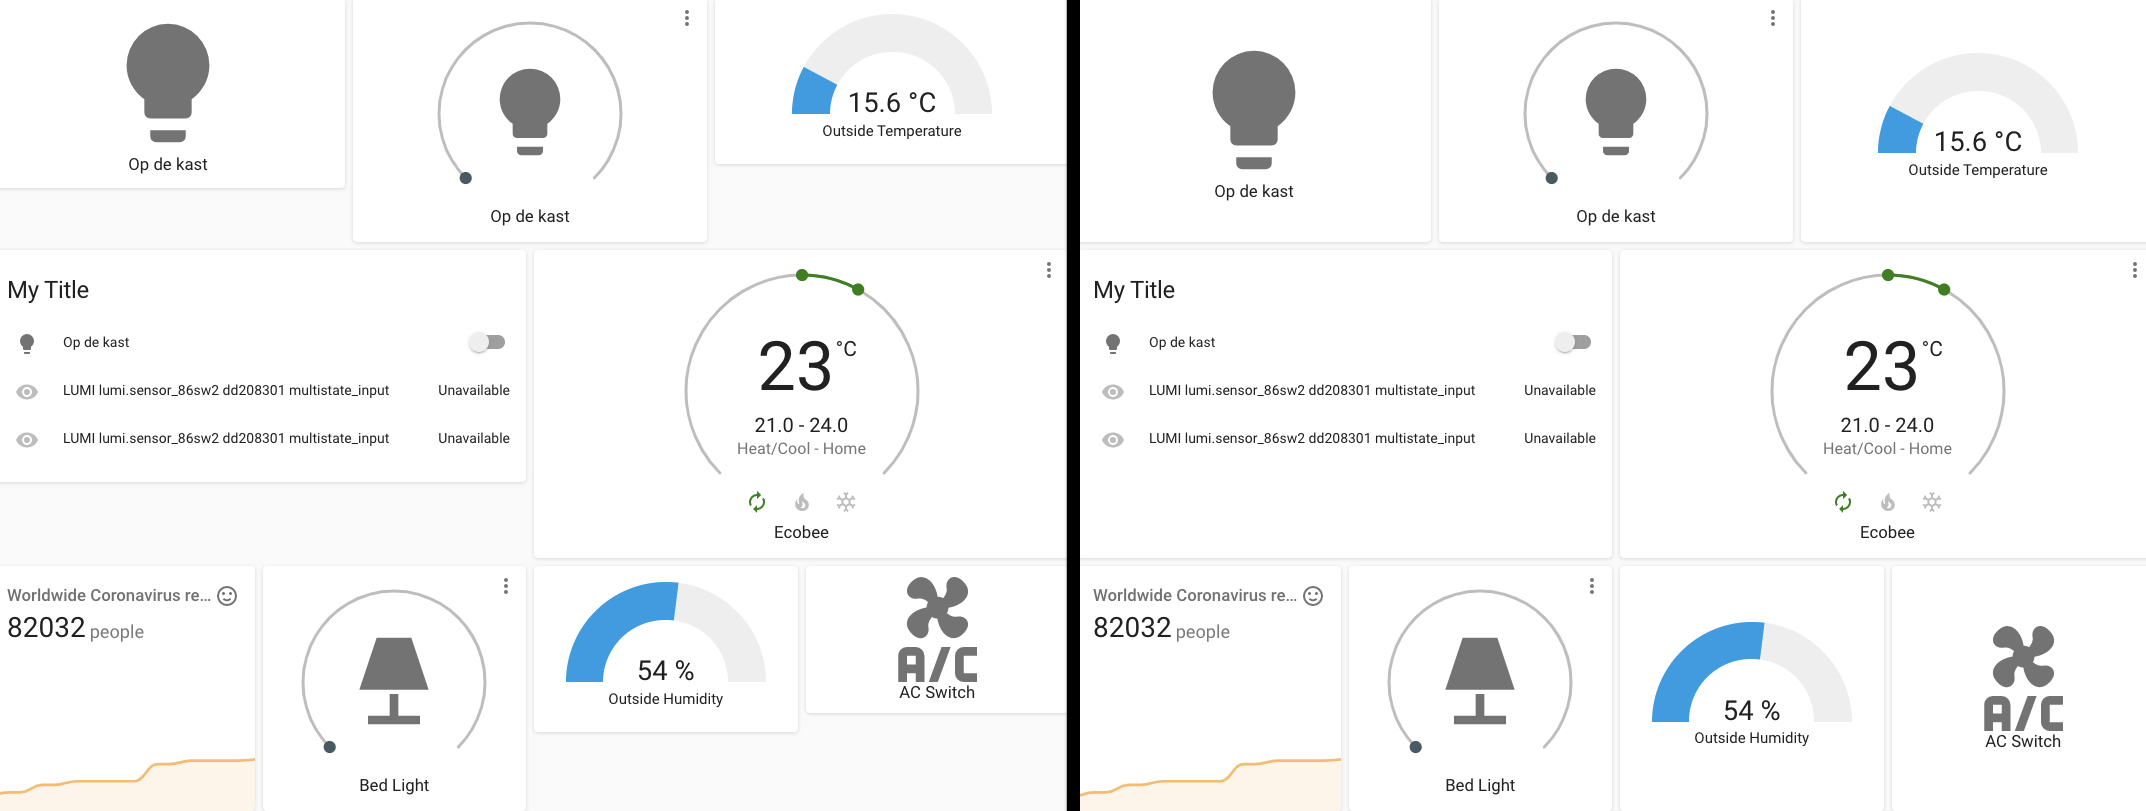 Op de kast
Op de kast
15.6 °C
Outside Temperature
My Title
Op de kast
LUMI lumi.sensor_86sw2 dd208301 multistate_input Unavailable
LUMI lumi.sensor_86sw2 dd208301 multistate_input Unavailable
23 °C
21.0 - 24.0
Heat/Cool - Home
Ecobee
Worldwide Coronavirus re...
82032 people
Bed Light
54 %
Outside Humidity
A/C
AC Switch
Op de kast
Op de kast
15.6 °C
Outside Temperature
My Title
Op de kast
LUMI lumi.sensor_86sw2 dd208301 multistate_input Unavailable
LUMI lumi.sensor_86sw2 dd208301 multistate_input Unavailable
23 °C
21.0 - 24.0
Heat/Cool - Home
Ecobee
Worldwide Coronavirus re...
82032 people
Bed Light
54 %
Outside Humidity
A/C
AC Switch